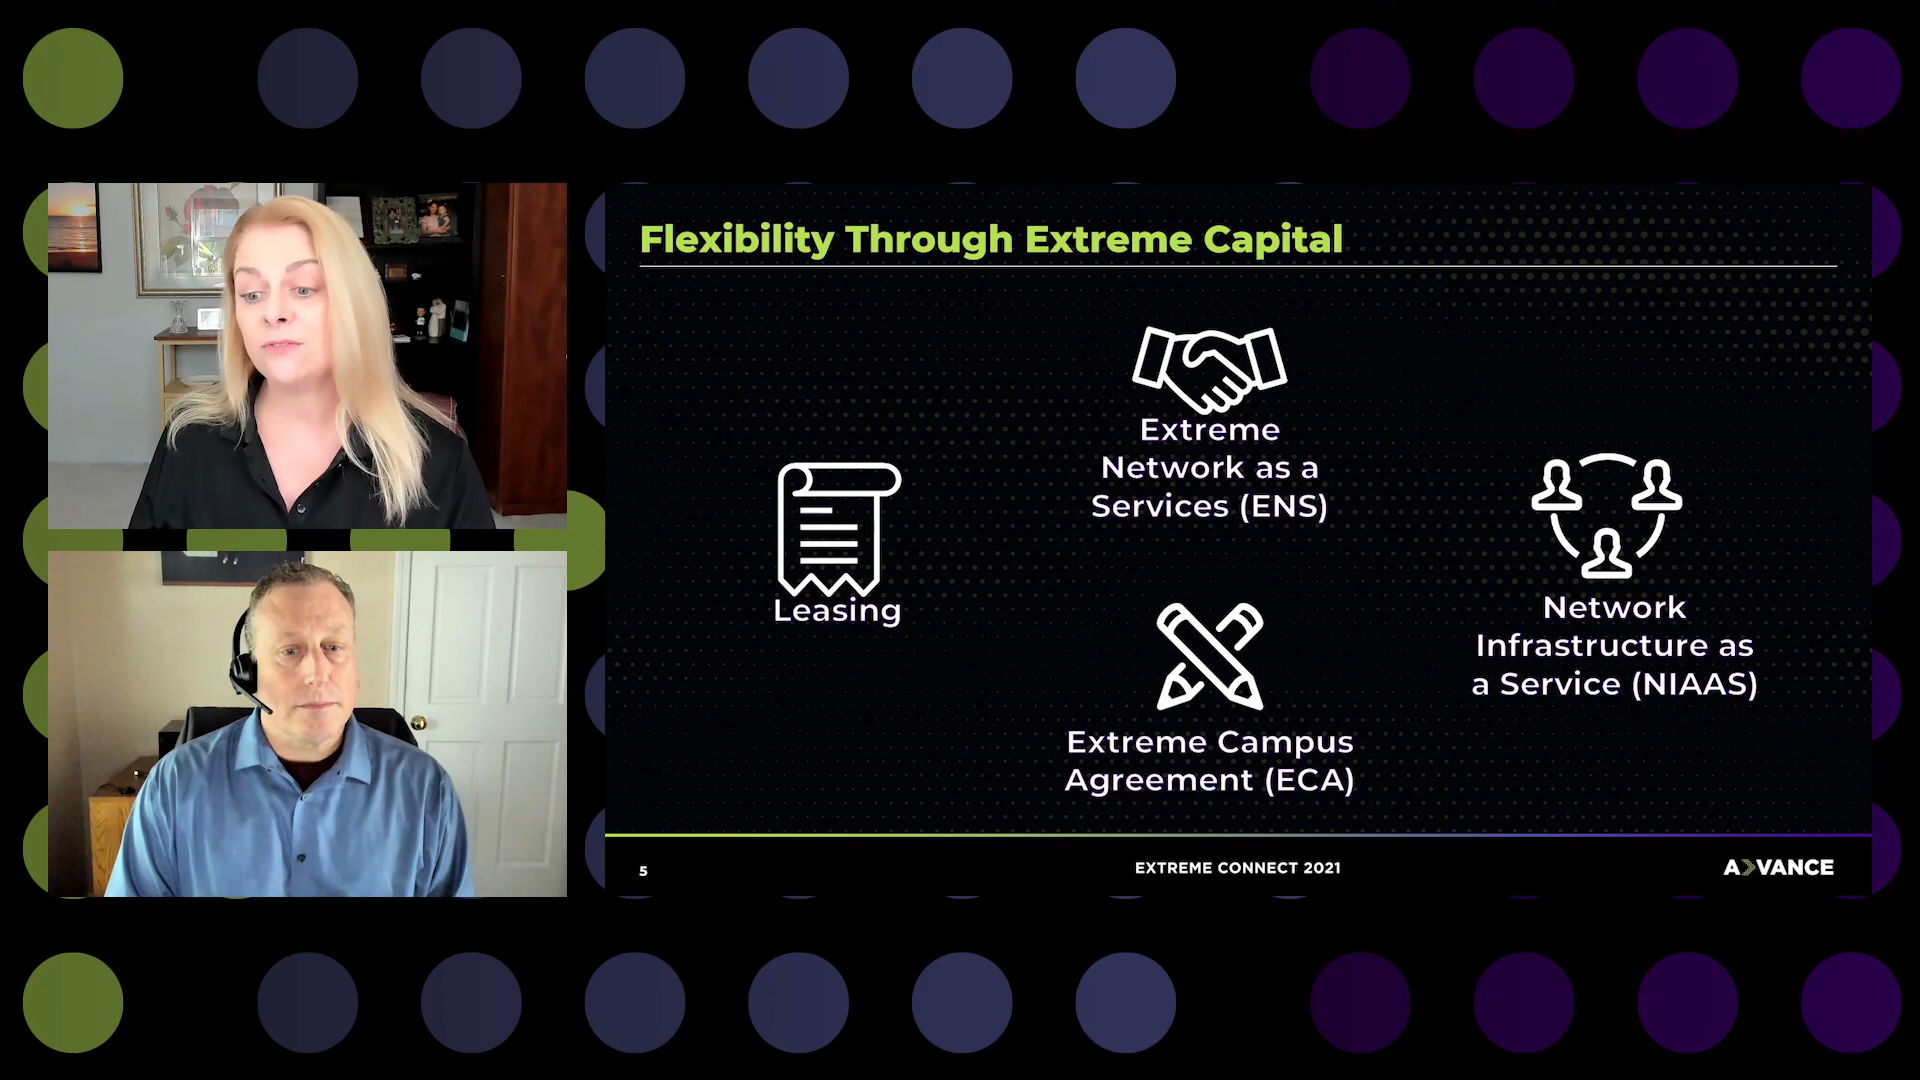 Flexibility Through Extreme Capital
Extreme
Network as a
Services (ENS)
Leasing
Network
Infrastructure as
a Service (NIAAS)
Extreme Campus
Agreement (ECA)
5
EXTREME CONNECT 2021
ADVANCE